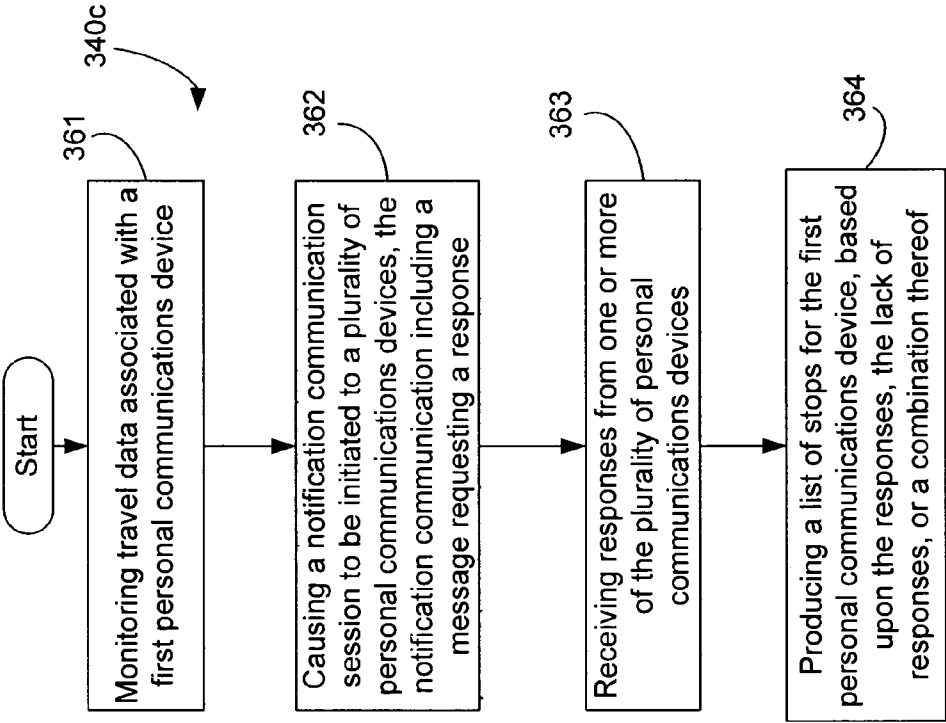 340c
Start
361
Monitoring travel data associated with a
first personal communications device
362
Causing a notification communication
session to be initiated to a plurality of
personal communications devices, the
notification communication including a
message requesting a response
363
Receiving responses from one or more
of the plurality of personal
communications devices
364
Producing a list of stops for the first
personal communications device, based
upon the responses, the lack of
responses, or a combination thereof